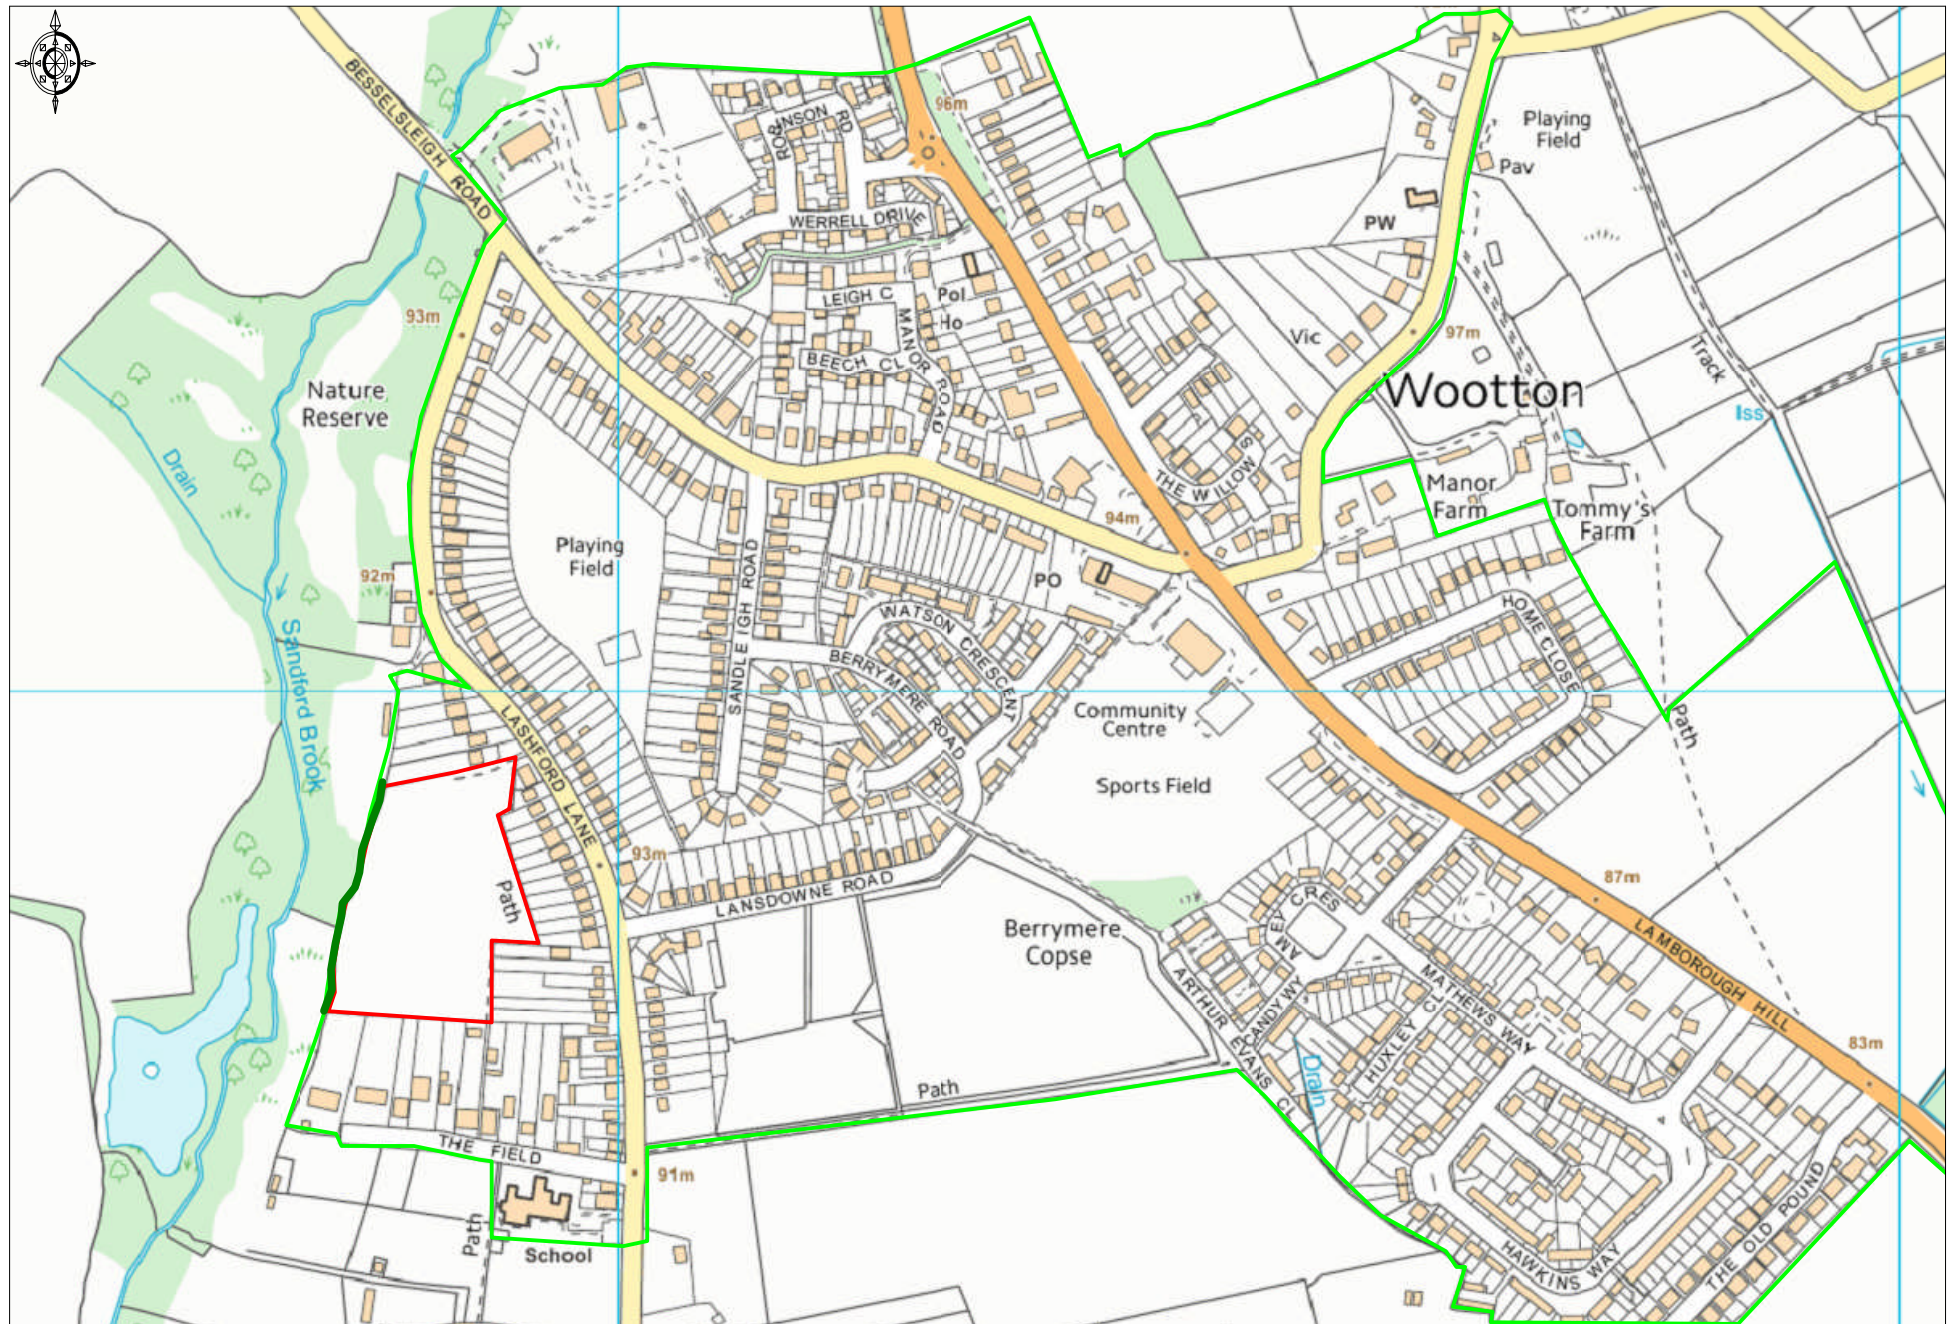 BESSELSLEIGH ROAD
96m
ROBINSON RD
Playing
Field
Pav
WERRELL DRIVE
PW
Pol
Ho
LEIGH C
93m
MANOR ROAD
Vic
97m
BEECH CL
Track
Nature
Reserve
Wootton
Iss
Drain
THE WILLOWS
Manor
Farm
Tommy's
Farm
94m
Playing
Field
SANDLEIGH ROAD
PO
92m
WATSON CRESCENT
HOME CLOSE
Sandford Brook
BERRYMERE ROAD
Community
Centre
Path
LASHFORD LANE
Sports Field
93m
87m
Path
LANSDOWNE ROAD
Berrymere
Copse
AMEY CRES
LAMBOROUGH HILL
ARTHUR EVANS CL
MATHEWS WAY
HUXLEY CL
83m
Drain
Path
THE FIELD
91m
Path
School
HAWKINS WAY
THE OLD POUND